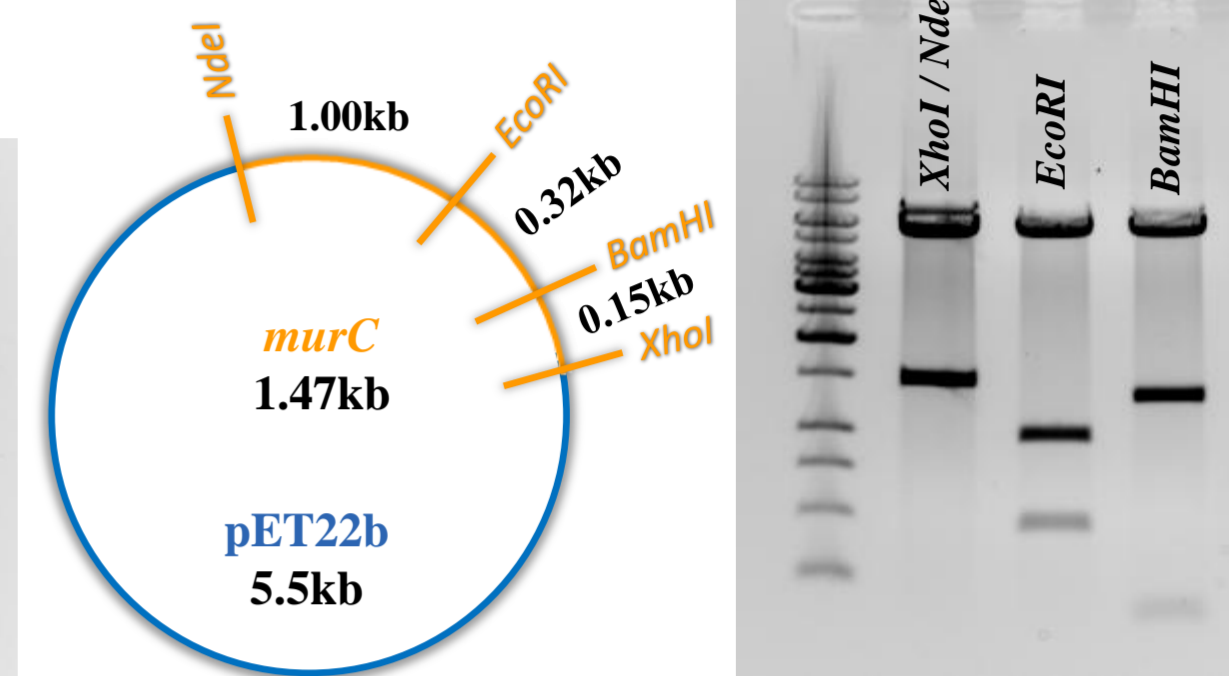 NdeI
1.00kb
EcoRI
0.32kb
BamHI
0.15kb
XhoI
murC
1.47kb
pET22b
5.5kb
XhoI / Nde
EcoRI
BamHI